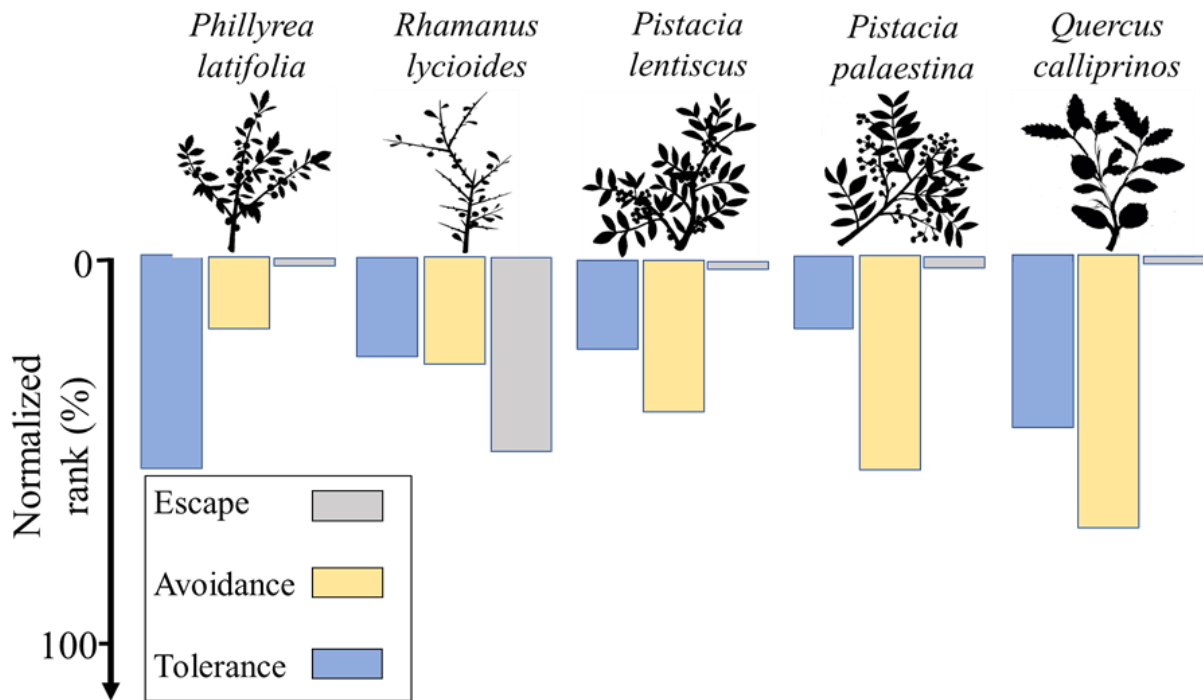 Phillyrea
latifolia
Rhamanus
lycioides
Pistacia
lentiscus
Pistacia
palaestina
Quercus
calliprinos
0
Normalized
rank (%)
100
Escape
Avoidance
Tolerance